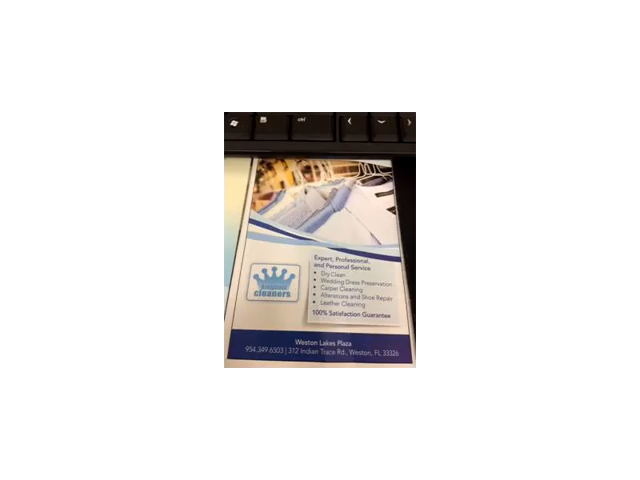 ctrl
cleaners
Expert, Professional,
and Personal Service
• Dry Clean
• Wedding Dress Preservation
• Carpet Cleaning
• Alterations and Shoe Repair
• Leather Cleaning
100% Satisfaction Guarantee
Weston Lakes Plaza
954.349.6503 | 312 Indian Trace Rd., Weston, FL 33326